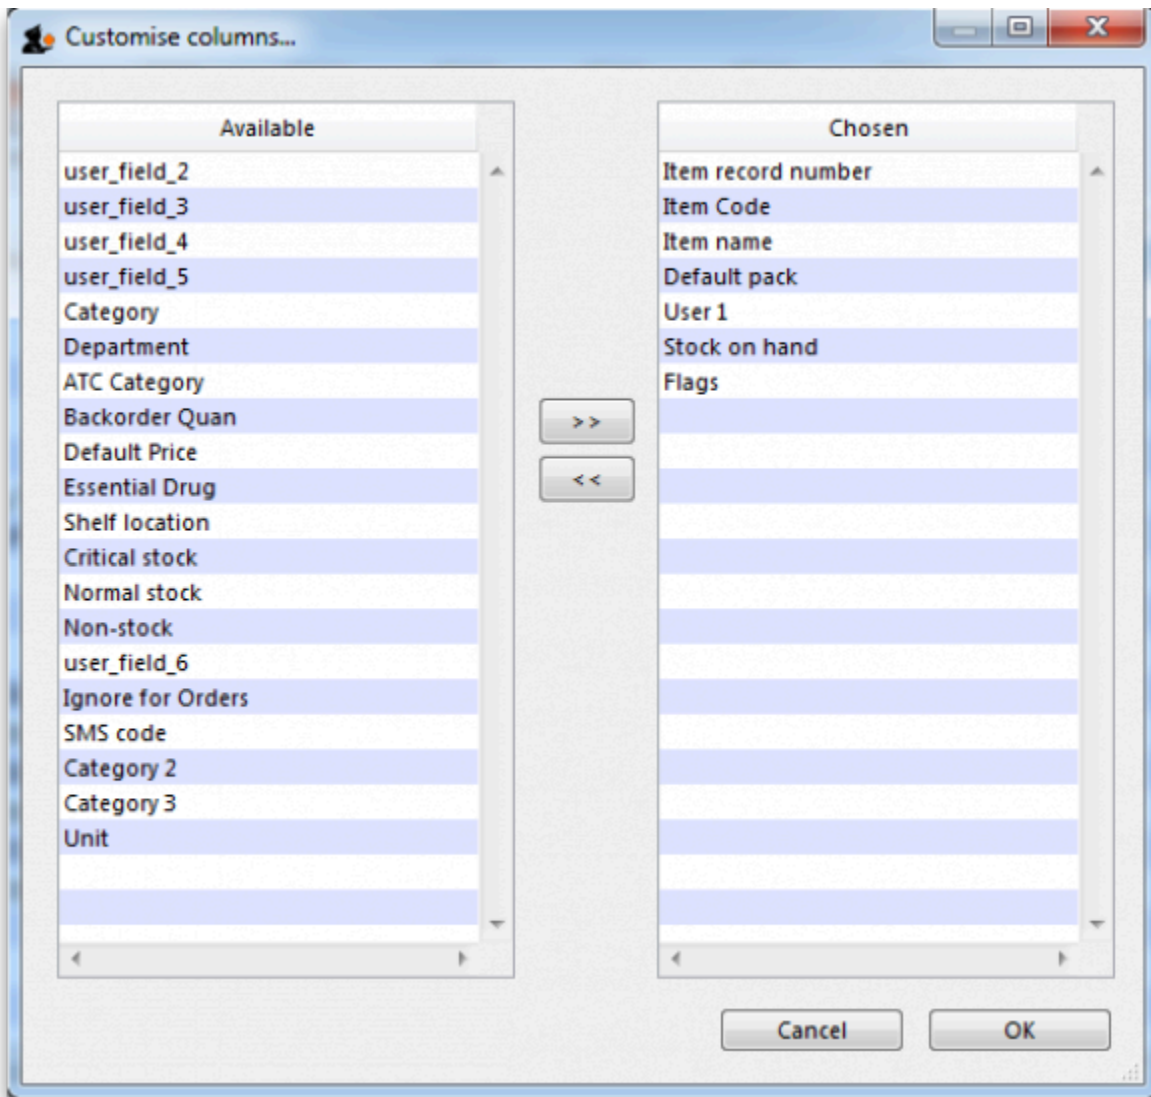 Customise columns...
Available
user_field_2
user_field_3
user_field_4
user_field_5
Category
Department
ATC Category
Backorder Quan
Default Price
Essential Drug
Shelf location
Critical stock
Normal stock
Non-stock
user_field_6
Ignore for Orders
SMS code
Category 2
Category 3
Unit
>>
<<
Chosen
Item record number
Item Code
Item name
Default pack
User 1
Stock on hand
Flags
Cancel
OK